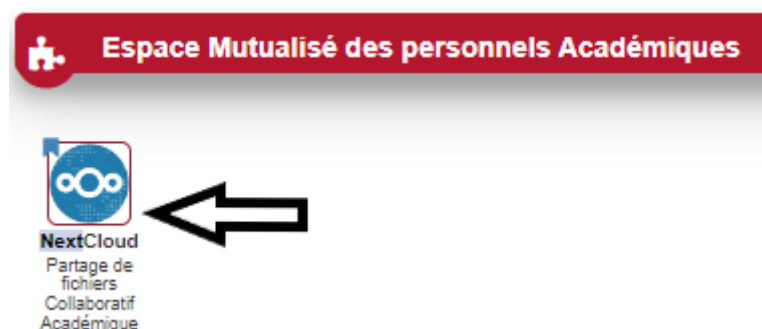 Espace Mutualisé des personnels Académiques
NextCloud
Partage de
fichiers
Collaboratif
Académique